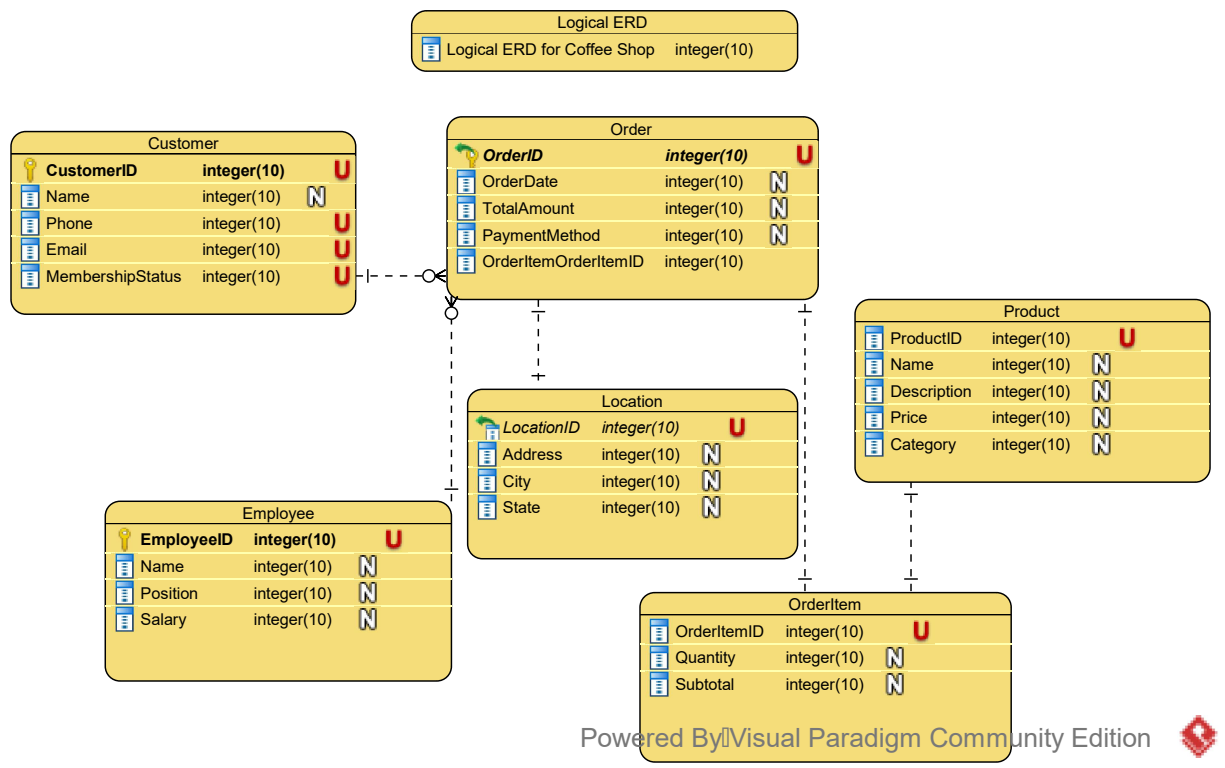 Logical ERD
Logical ERD for Coffee Shop integer(10)
Customer
CustomerID integer(10) U
Name integer(10) N
Phone integer(10) U
Email integer(10) U
MembershipStatus integer(10) U
Order
OrderID integer(10) U
OrderDate integer(10) N
TotalAmount integer(10) N
PaymentMethod integer(10) N
OrderItemOrderItemID integer(10)
Product
ProductID integer(10) U
Name integer(10) N
Description integer(10) N
Price integer(10) N
Category integer(10) N
Location
LocationID integer(10) U
Address integer(10) N
City integer(10) N
State integer(10) N
Employee
EmployeeID integer(10) U
Name integer(10) N
Position integer(10) N
Salary integer(10) N
OrderItem
OrderItemID integer(10) U
Quantity integer(10) N
Subtotal integer(10) N
Powered By Visual Paradigm Community Edition